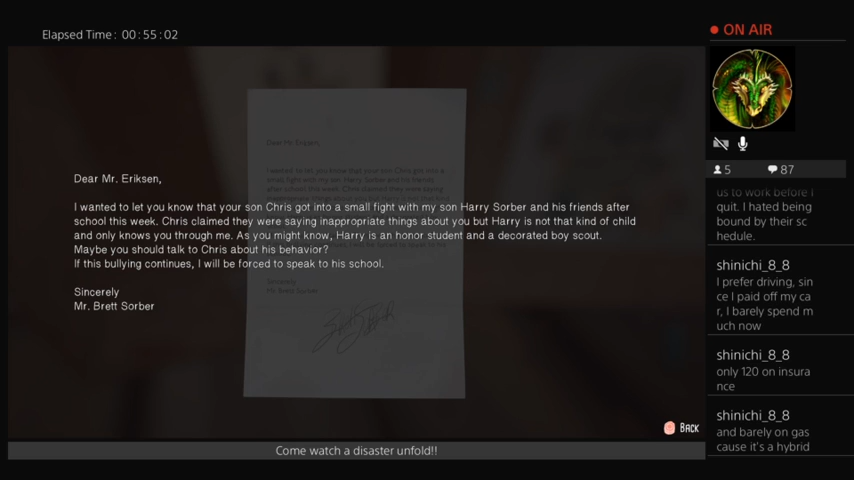 Elapsed Time: 00:55:02
ON AIR
Dear Mr. Eriksen,
I wanted to let you know that your son Chris got into a small fight with my son Harry Sorber and his friends after
school this week. Chris claimed they were saying inappropriate things about you but Harry is not that kind of child
and only knows you through me. As you might know, Harry is an honor student and a decorated boy scout.
Maybe you should talk to Chris about his behavior?
If this bullying continues, I will be forced to speak to his school.
Sincerely
Mr. Brett Sorber
BACK
Come watch a disaster unfold!!
5
87
us to work before I
quit. I hated being
bound by their sc
hedule.
shinichi_8_8
I prefer driving, sin
ce I paid off my ca
r, I barely spend m
uch now
shinichi_8_8
only 120 on insura
nce
shinichi_8_8
and barely on gas
cause it's a hybrid